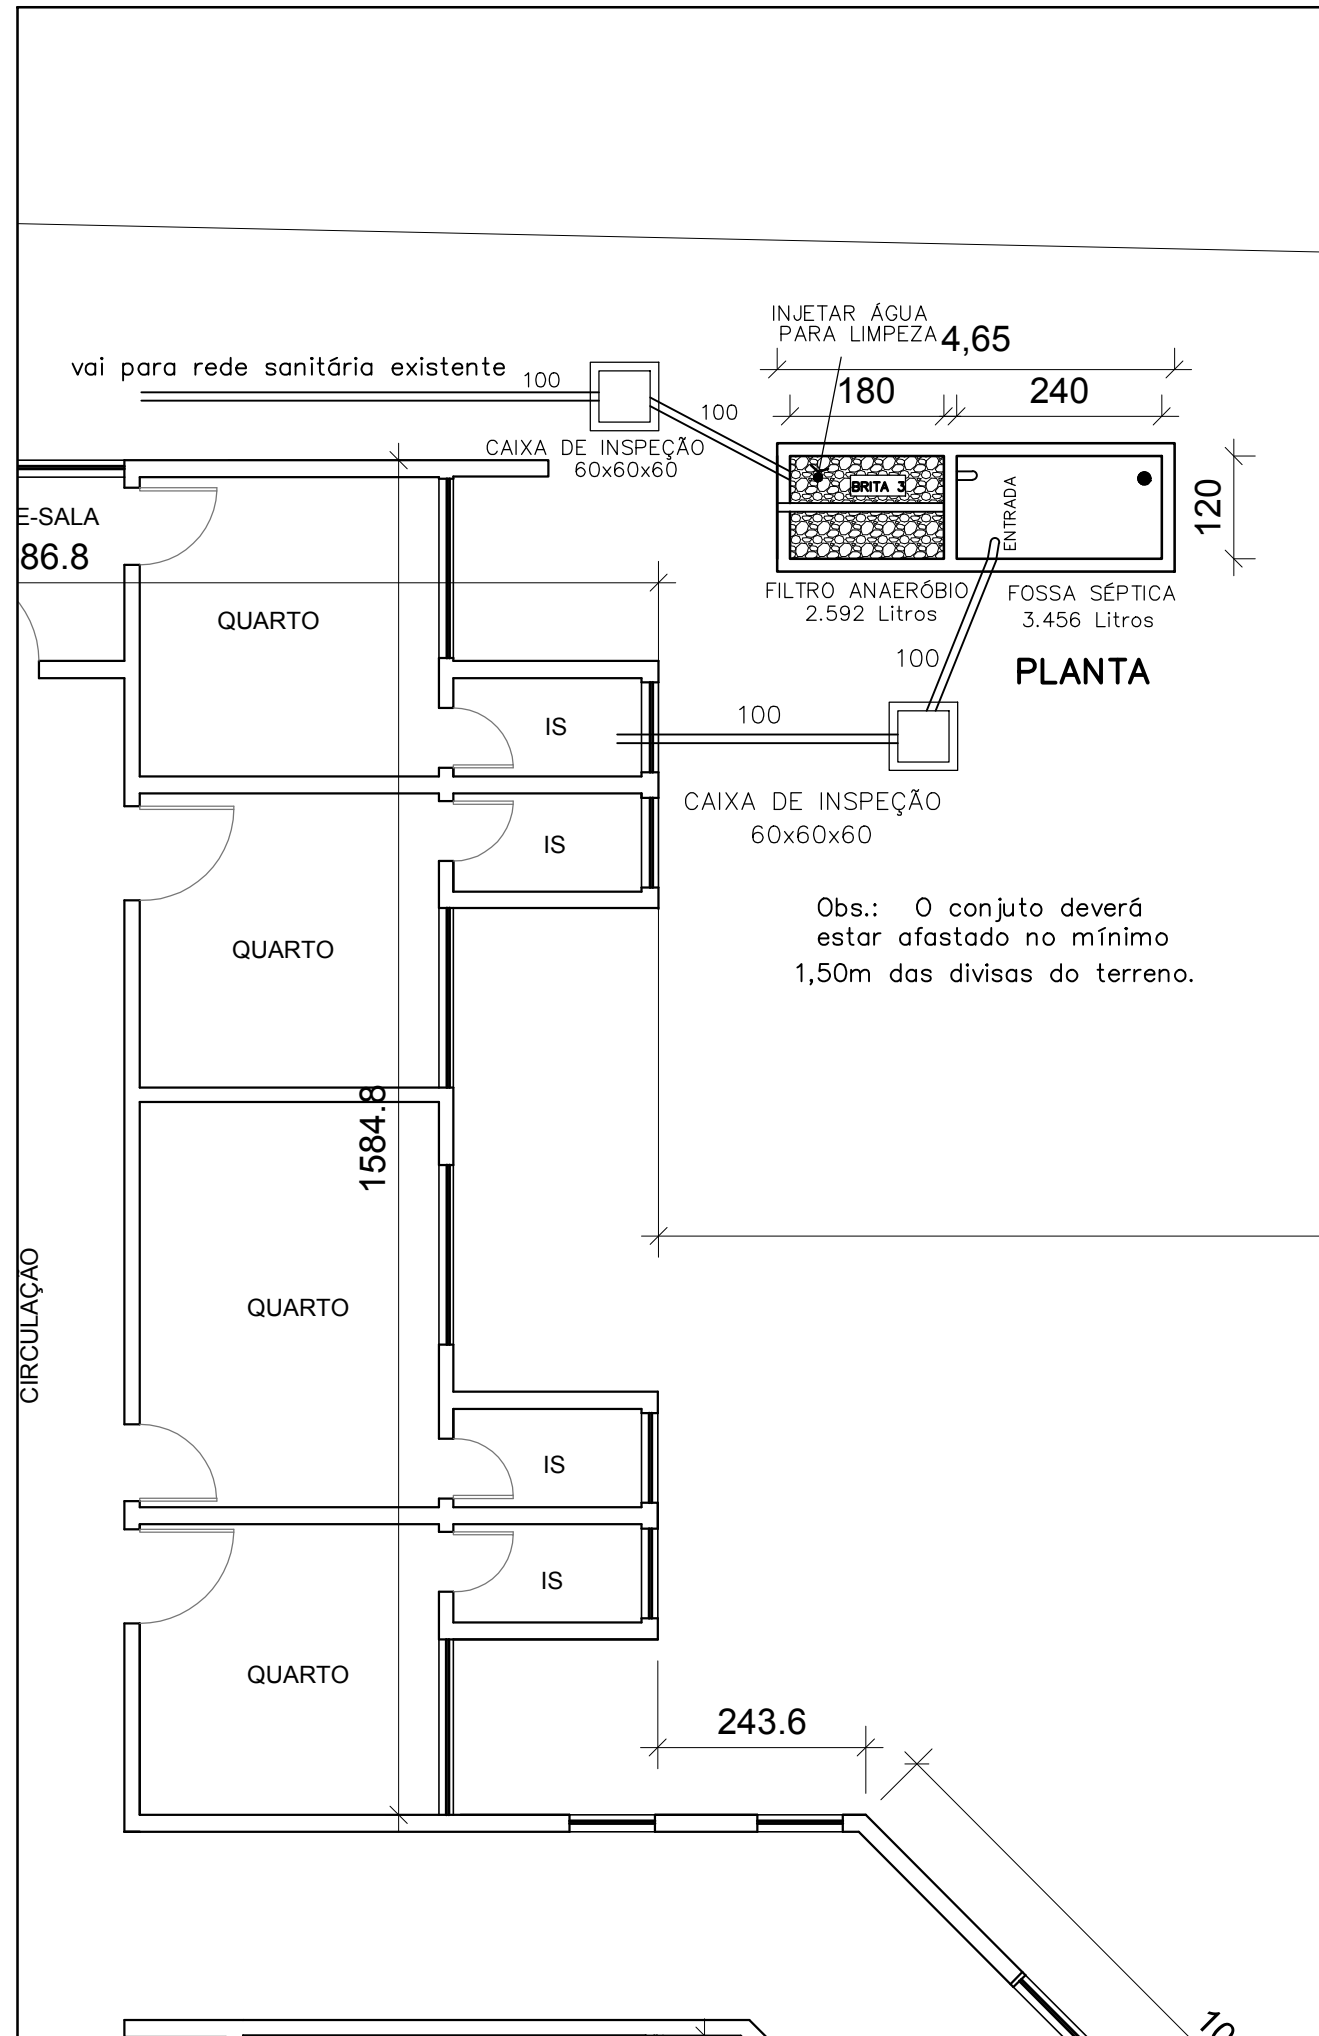 INJETAR ÁGUA
PARA LIMPEZA
4,65
vai para rede sanitária existente
100
100
180
240
CAIXA DE INSPEÇÃO
60x60x60
BRITA 3
ENTRADA
120
E-SALA
86.8
FILTRO ANAERÓBIO
2.592 Litros
FOSSA SÉPTICA
3.456 Litros
QUARTO
100
PLANTA
IS
100
CAIXA DE INSPEÇÃO
60x60x60
IS
Obs.: O conjuto deverá
estar afastado no mínimo
1,50m das divisas do terreno.
QUARTO
1584.8
CIRCULAÇÃO
QUARTO
IS
IS
QUARTO
243.6
10